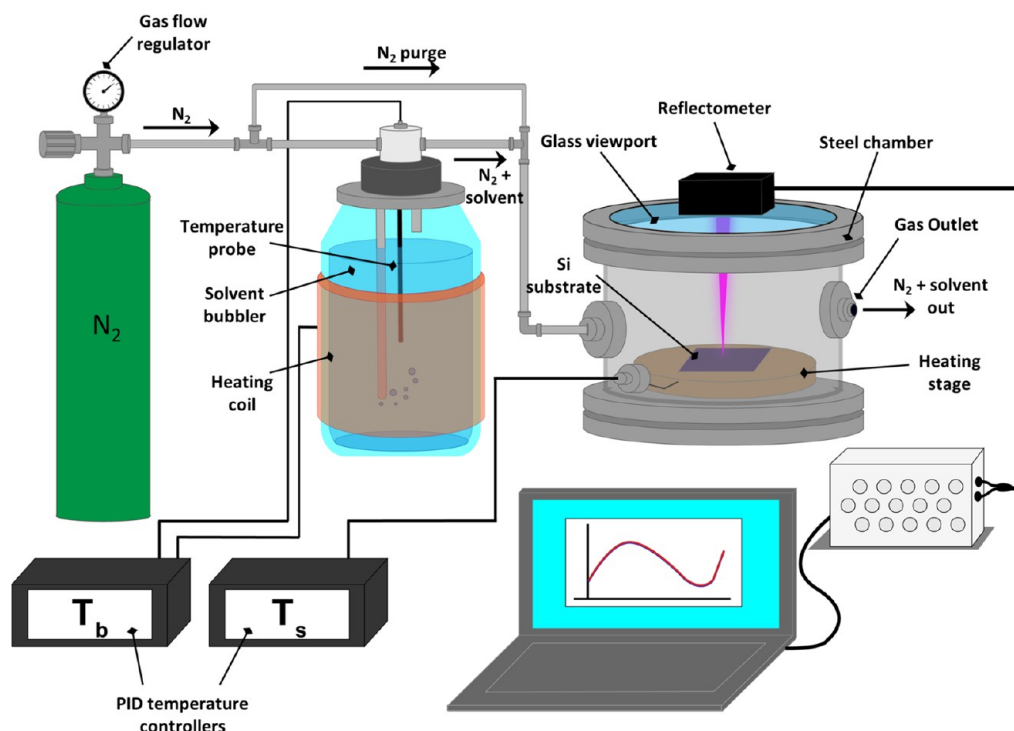 Gas flow
regulator
N2 purge
N2
Reflectometer
Glass viewport
Steel chamber
N2 +
solvent
Temperature
probe
Gas Outlet
Si
substrate
Solvent
bubbler
N2 + solvent
out
N2
Heating
coil
Heating
stage
Tb
Ts
PID temperature
controllers